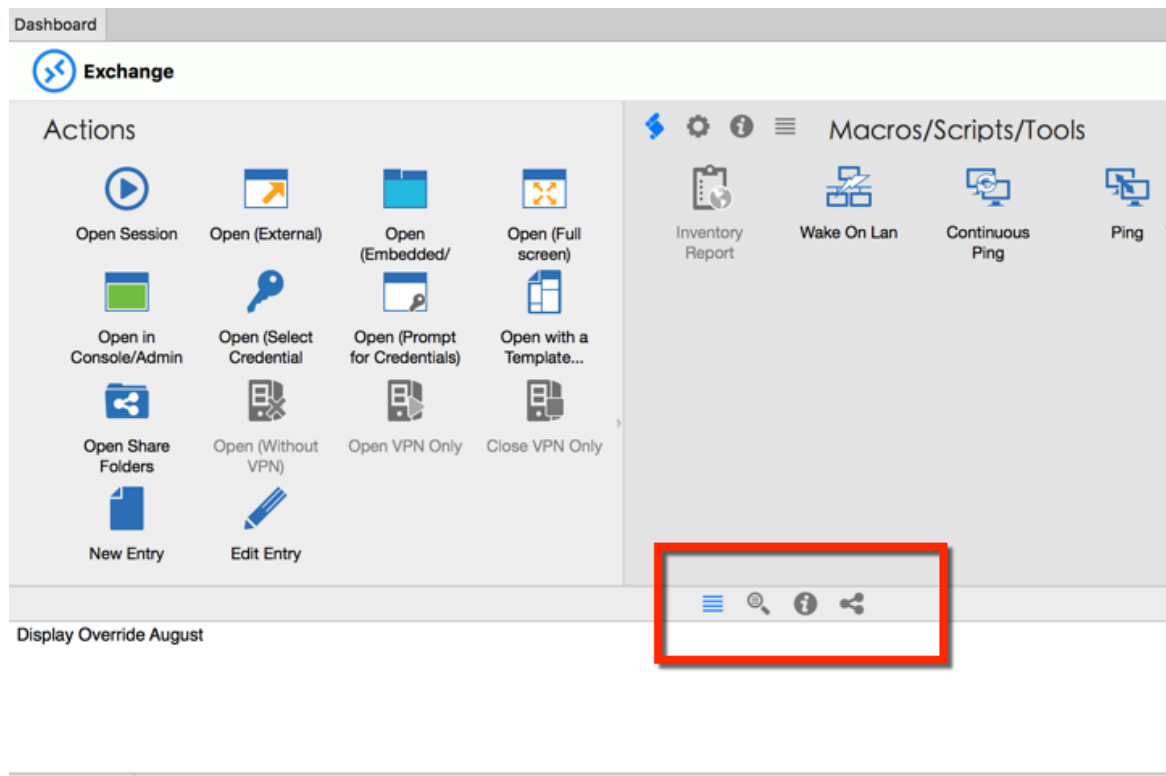 Dashboard
Exchange
Actions
Macros/Scripts/Tools
Open Session
Open (External)
Open
(Embedded/
Open (Full
screen)
Inventory
Report
Wake On Lan
Continuous
Ping
Ping
Open in
Console/Admin
Open (Select
Credential
Open (Prompt
for Credentials)
Open with a
Template...
Open Share
Folders
Open (Without
VPN)
Open VPN Only
Close VPN Only
New Entry
Edit Entry
Display Override August